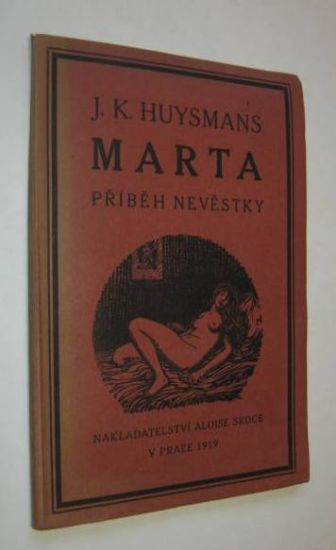 J. K. HUYSMANS
MARTA
PŘÍBĚH NEVĚSTKY
NAKLADATELSTVÍ ALOISE SRDCE
V PRAZE 1919